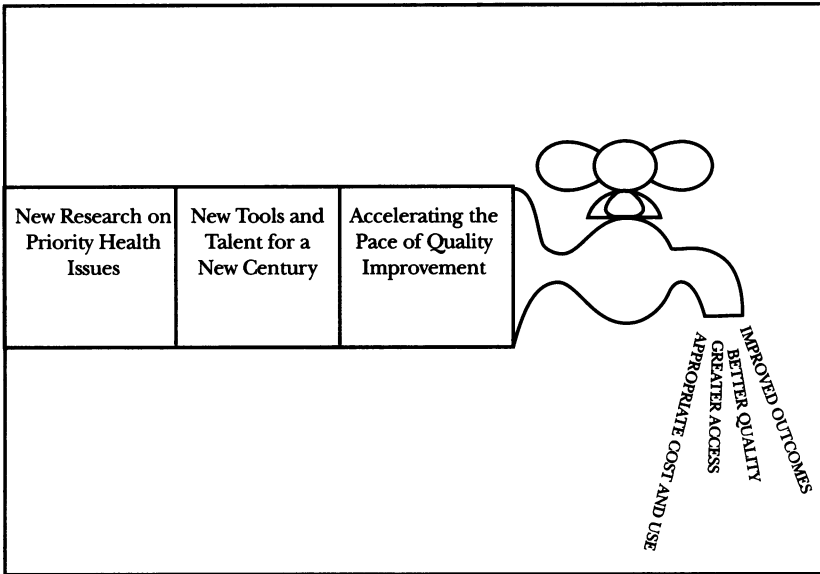 New Research on
Priority Health
Issues
New Tools and
Talent for a
New Century
Accelerating the
Pace of Quality
Improvement
IMPROVED OUTCOMES
BETTER QUALITY
GREATER ACCESS
APPROPRIATE COST AND USE